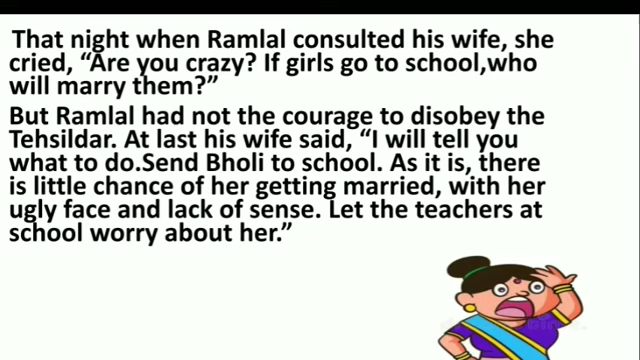 That night when Ramlal consulted his wife, she
cried, “Are you crazy? If girls go to school,who
will marry them?”
But Ramlal had not the courage to disobey the
Tehsildar. At last his wife said, “I will tell you
what to do.Send Bholi to school. As it is, there
is little chance of her getting married, with her
ugly face and lack of sense. Let the teachers at
school worry about her.”